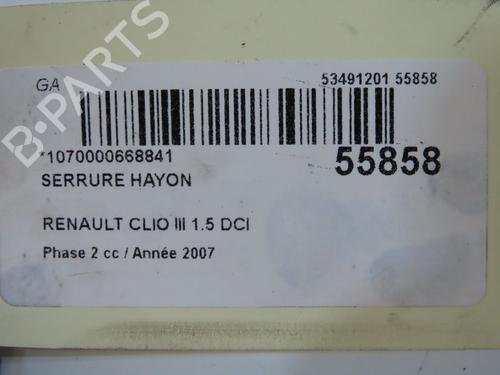 B-PARTS
GA
53491201 55858
*1070000668841
55858
SERRURE HAYON
RENAULT CLIO III 1.5 DCI
Phase 2 cc / Année 2007